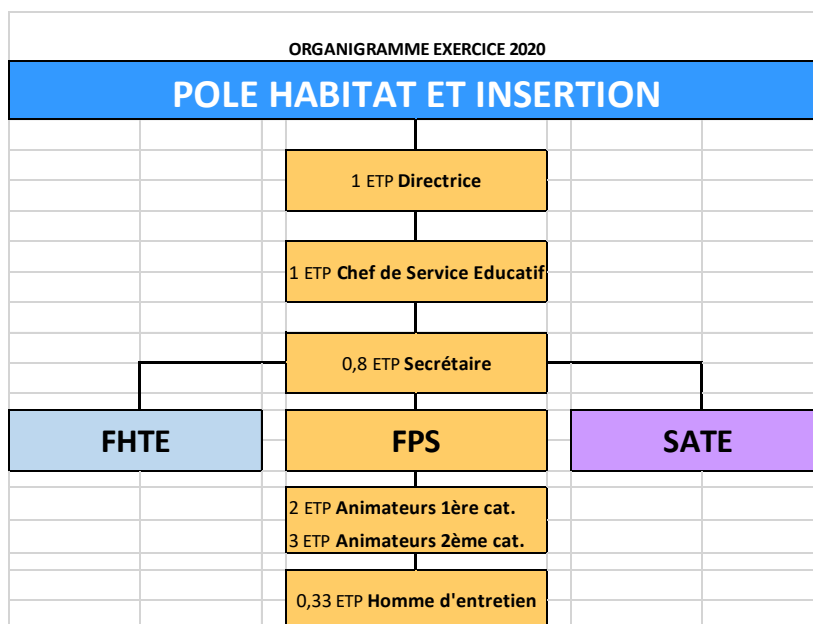 ORGANIGRAMME EXERCICE 2020
POLE HABITAT ET INSERTION
1 ETP Directrice
1 ETP Chef de Service Educatif
0,8 ETP Secrétaire
FHTE
FPS
SATE
2 ETP Animateurs 1ère cat.
3 ETP Animateurs 2ème cat.
0,33 ETP Homme d'entretien